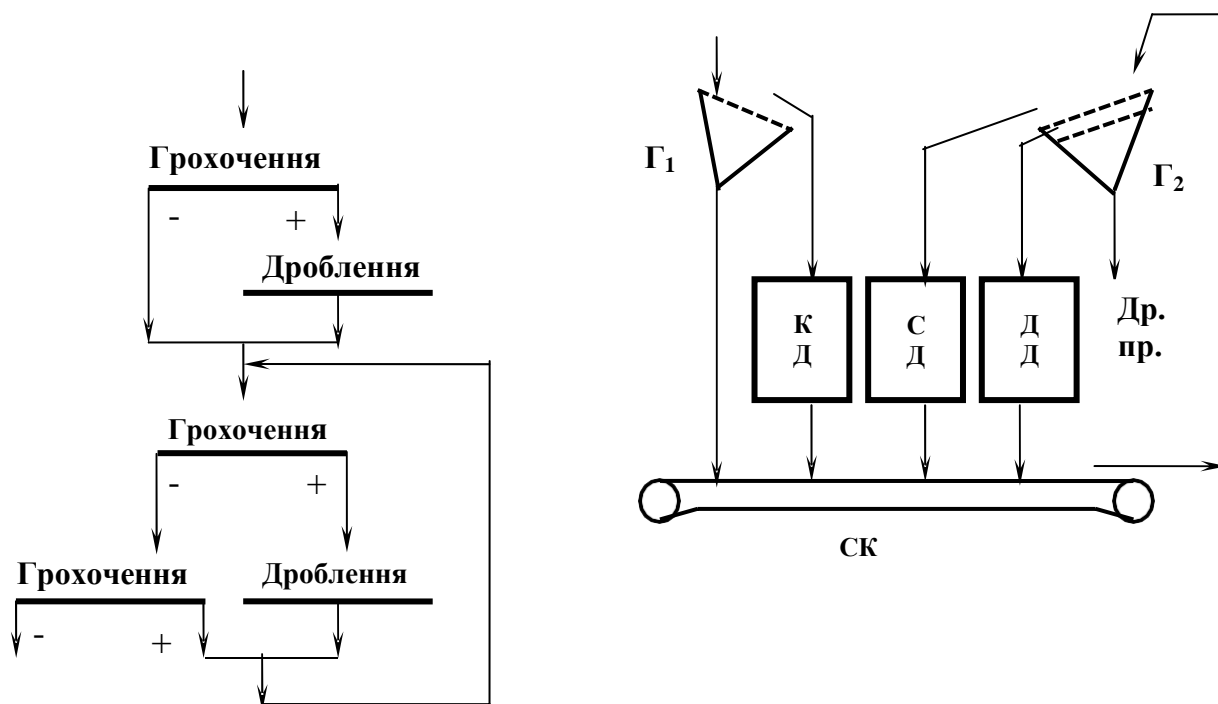 Грохочення
-
+
Дроблення
Грохочення
-
+
Грохочення
Дроблення
-
+
Г1
Г2
К
Д
С
Д
Д
Д
Др.
пр.
СК